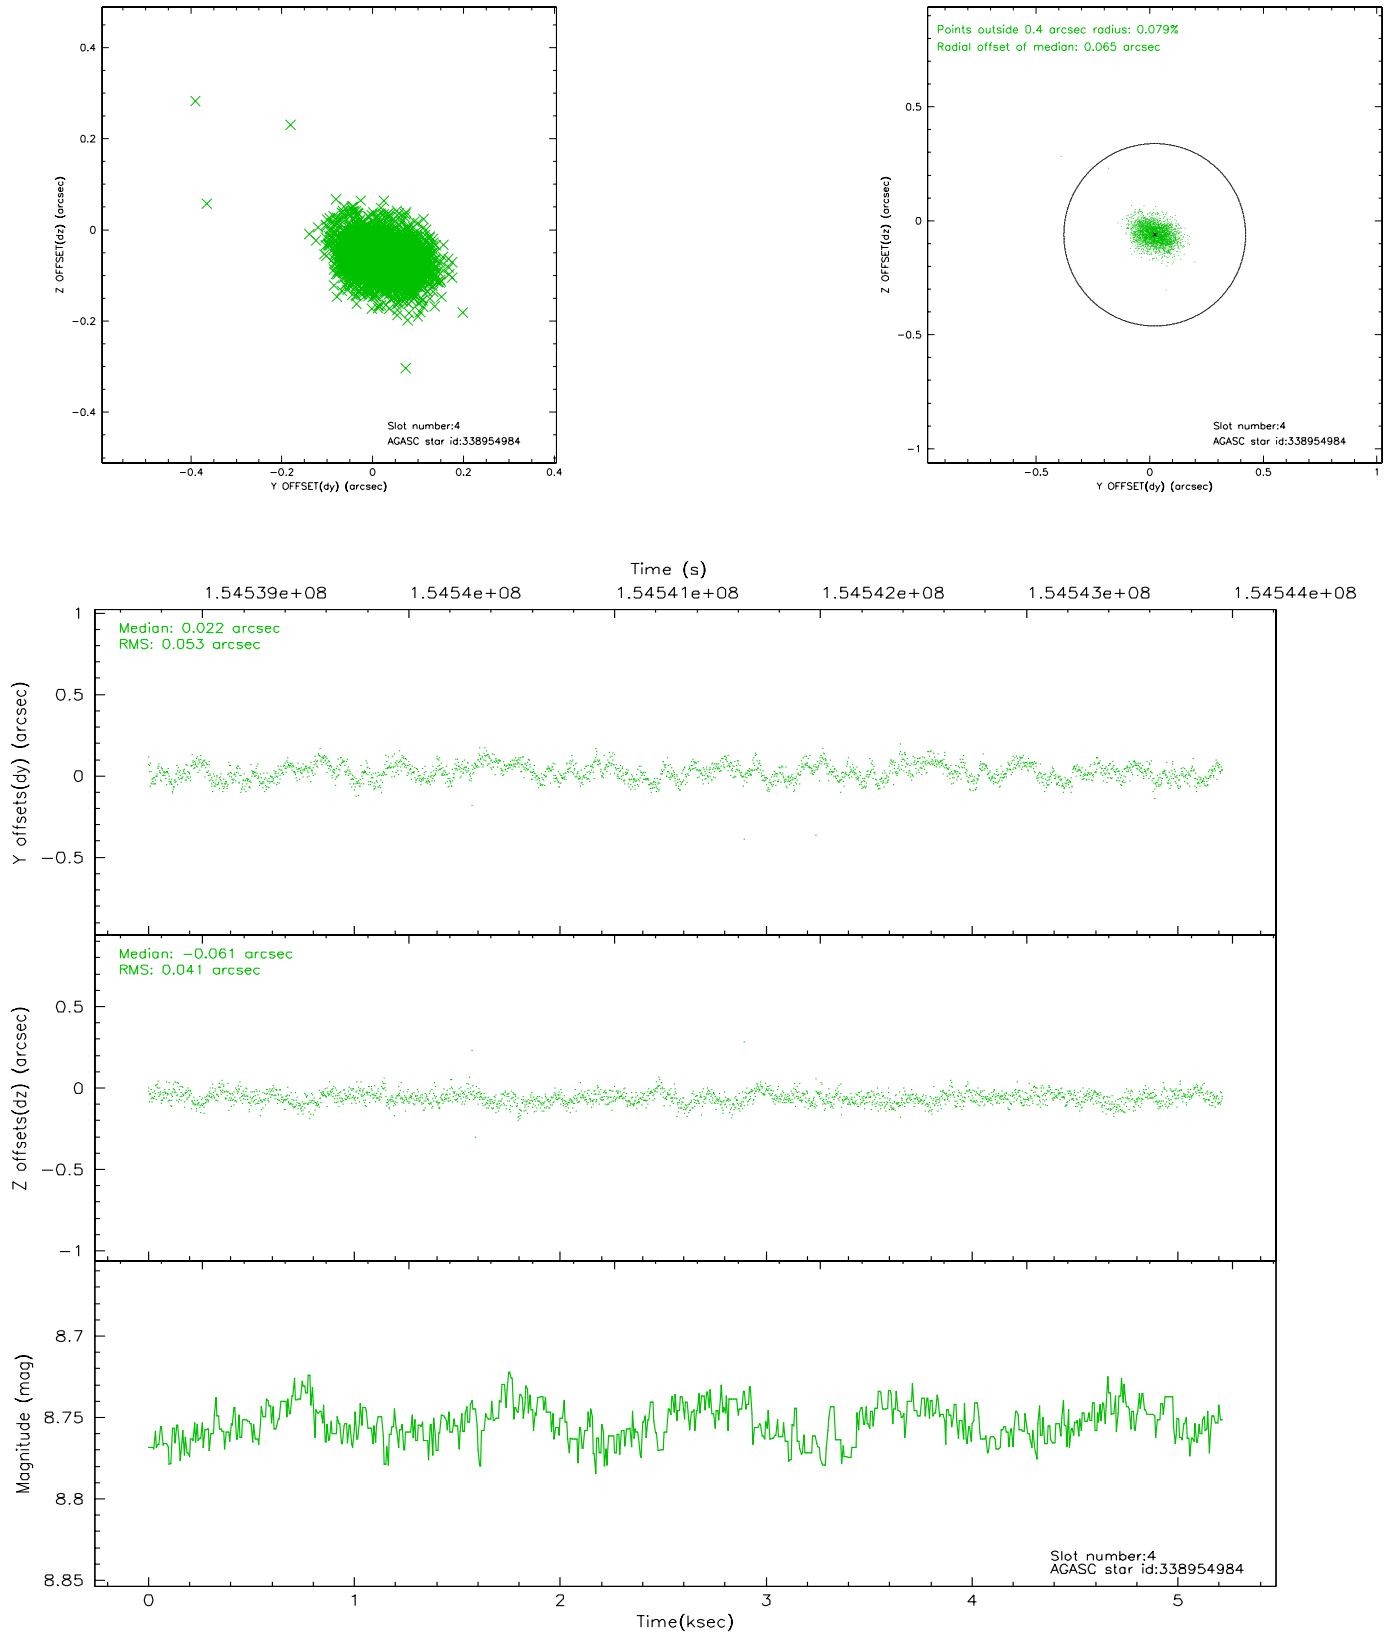 0.4
0.2
0
−0.2
−0.4
Z OFFSET(dz) (arcsec)
Slot number:4
AGASC star id:338954984
−0.4 −0.2 0 0.2 0.4
Y OFFSET(dy) (arcsec)
Points outside 0.4 arcsec radius: 0.079%
Radial offset of median: 0.065 arcsec
0.5
0
−0.5
−1
Z OFFSET(dz) (arcsec)
Slot number:4
AGASC star id:338954984
−0.5 0 0.5 1
Y OFFSET(dy) (arcsec)
Time (s)
1.54539e+08 1.5454e+08 1.54541e+08 1.54542e+08 1.54543e+08 1.54544e+08
Median: 0.022 arcsec
RMS: 0.053 arcsec
1
0.5
0
−0.5
Y offsets(dy) (arcsec)
Median: −0.061 arcsec
RMS: 0.041 arcsec
0.5
0
−0.5
−1
Z offsets(dz) (arcsec)
8.7
8.75
8.8
8.85
Magnitude (mag)
Slot number:4
AGASC star id:338954984
0 1 2 3 4 5
Time(ksec)